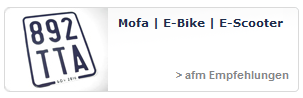 892
TTA
Mofa | E-Bike | E-Scooter
> afm Empfehlungen